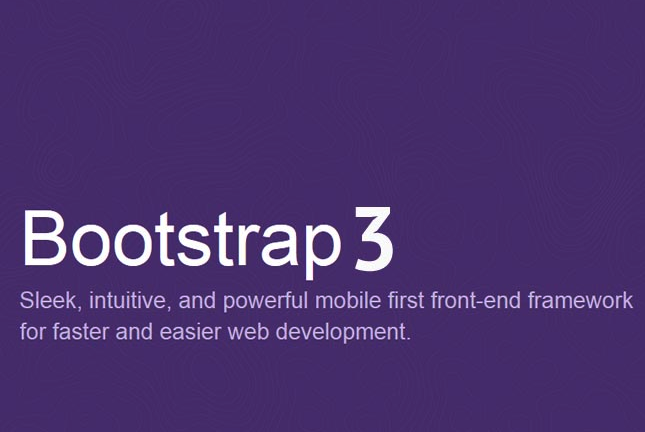 Bootstrap 3
Sleek, intuitive, and powerful mobile first front-end framework
for faster and easier web development.